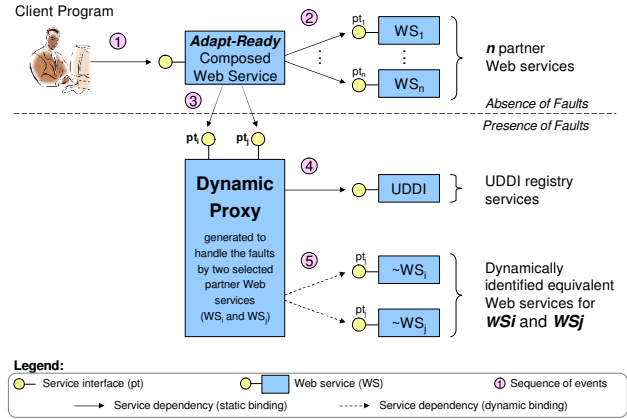 Client Program
1
Adapt-Ready
Composed
Web Service
2
pt1
WS1
ptn
WSn
n partner
Web services
3
Absence of Faults
Presence of Faults
pti
ptj
Dynamic
Proxy
generated to
handle the faults
by two selected
partner Web
services
(WSi and WSj)
4
UDDI
UDDI registry
services
5
pti
~WSi
ptj
~WSj
Dynamically
identified equivalent
Web services for
WSi and WSj
Legend:
Service interface (pt)
Web service (WS)
1
Sequence of events
Service dependency (static binding)
Service dependency (dynamic binding)